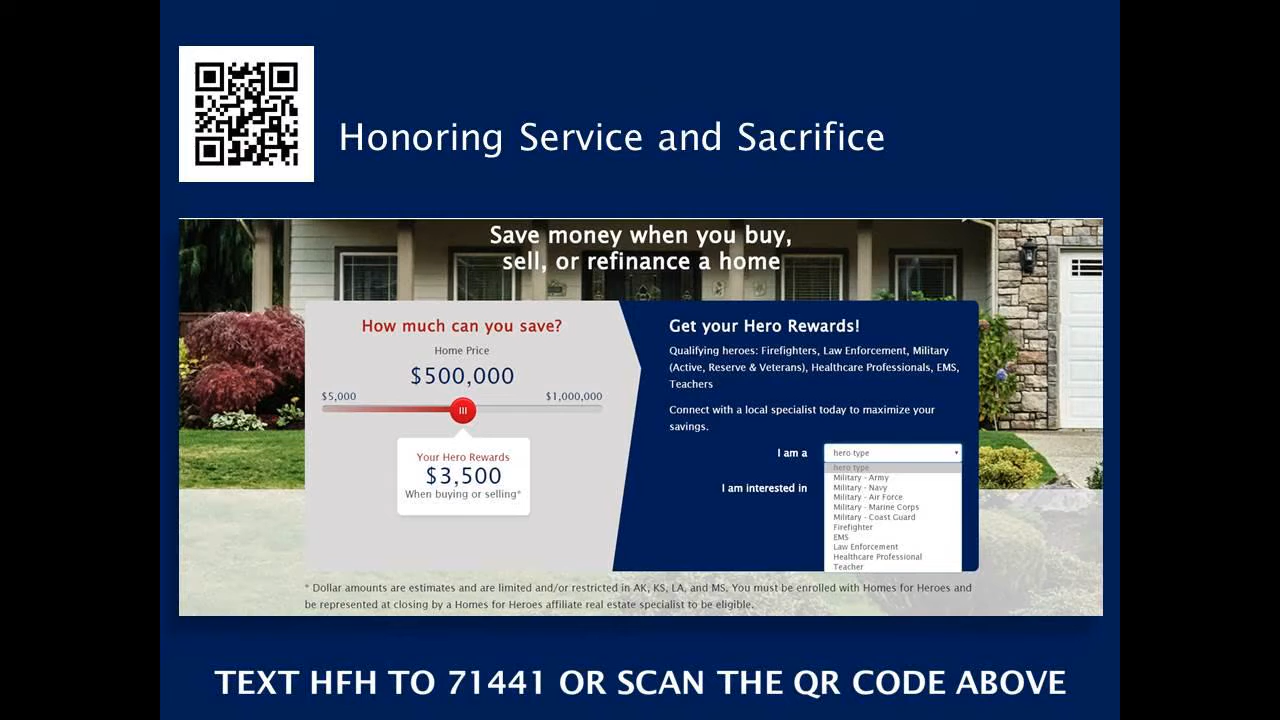 Honoring Service and Sacrifice
Save money when you buy,
sell, or refinance a home
How much can you save?
Home Price
$500,000
$5,000
$1,000,000
Your Hero Rewards
$3,500
When buying or selling*
Get your Hero Rewards!
Qualifying heroes: Firefighters, Law Enforcement, Military
(Active, Reserve & Veterans), Healthcare Professionals, EMS,
Teachers
Connect with a local specialist today to maximize your
savings.
I am a
hero type
hero type
Military - Army
Military - Navy
Military - Air Force
Military - Marine Corps
Military - Coast Guard
Firefighter
EMS
Law Enforcement
Healthcare Professional
Teacher
I am interested in
* Dollar amounts are estimates and are limited and/or restricted in AK, KS, LA, and MS. You must be enrolled with Homes for Heroes and
be represented at closing by a Homes for Heroes affiliate real estate specialist to be eligible.
TEXT HFH TO 71441 OR SCAN THE QR CODE ABOVE